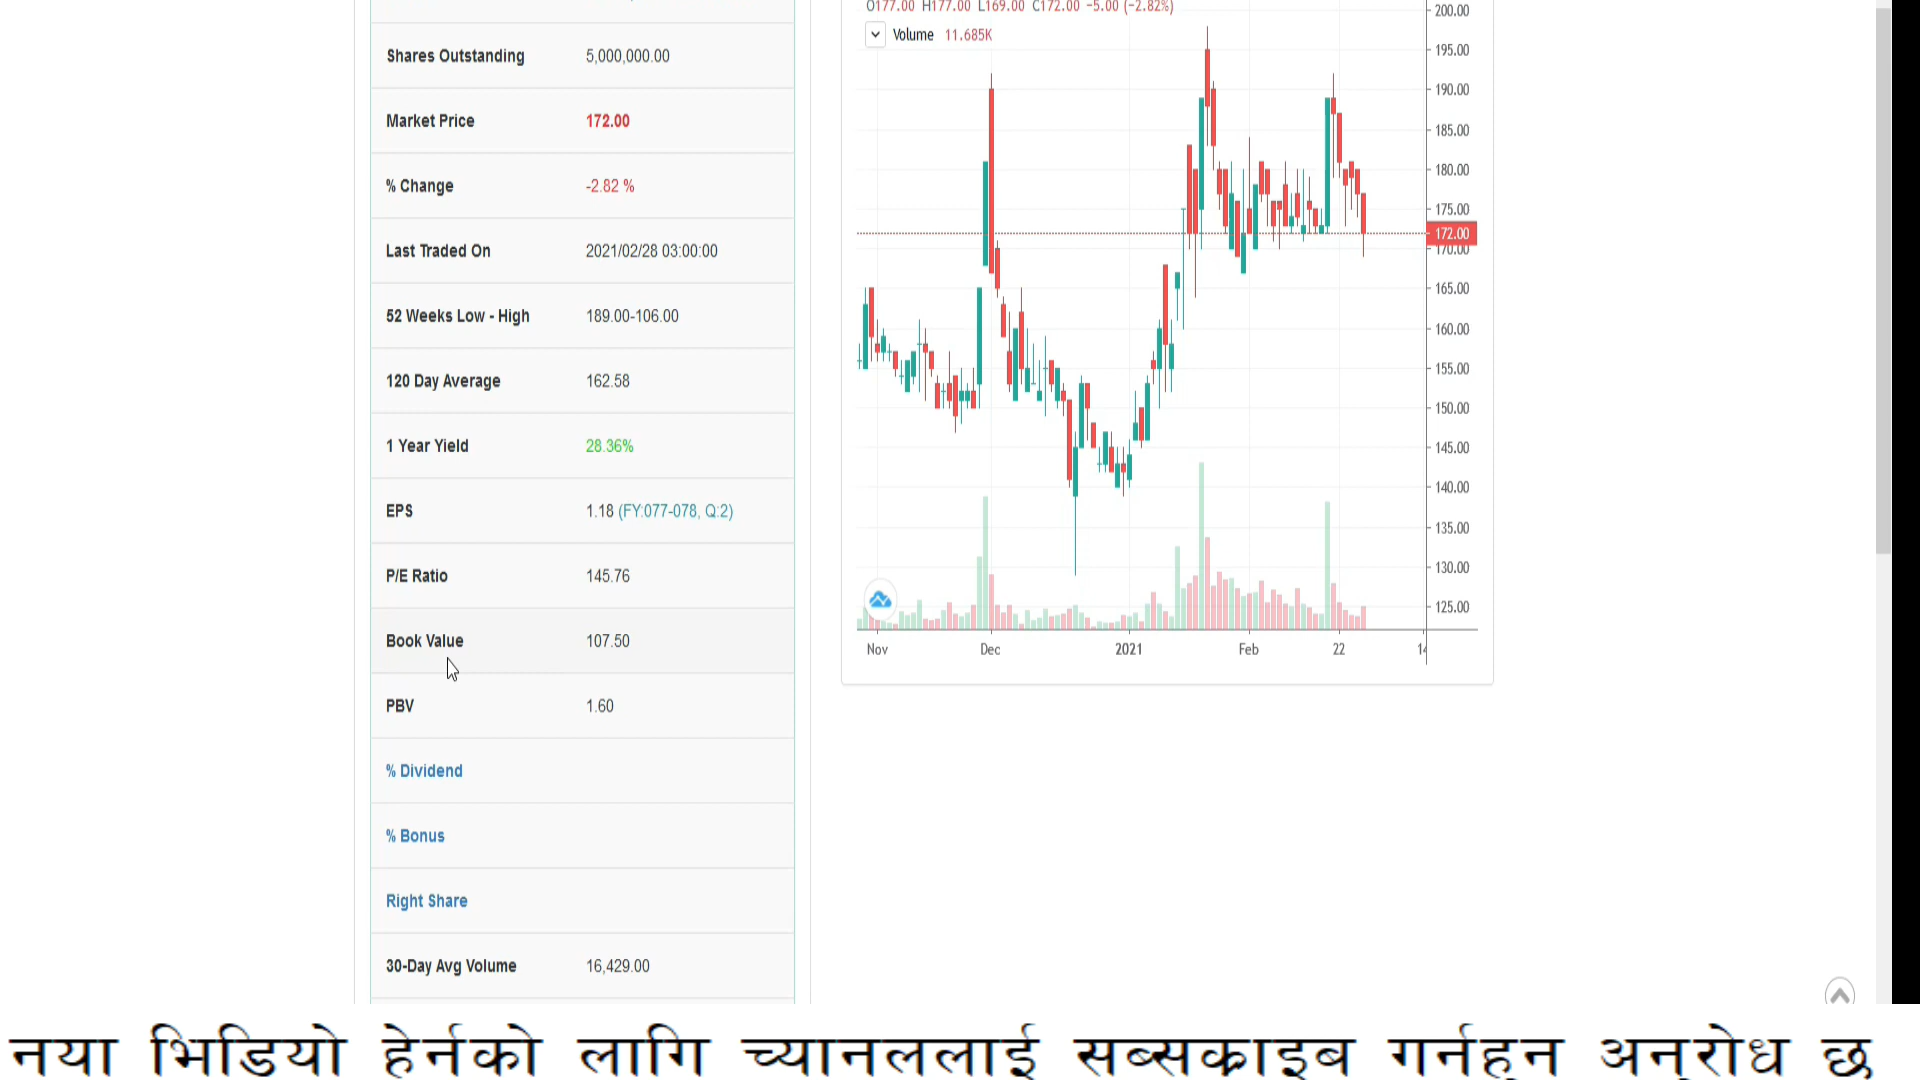 O177.00 H177.00 L169.00 C172.00 −5.00 (−2.82%)
Volume 11.685K
Shares Outstanding 5,000,000.00
Market Price 172.00
% Change -2.82 %
Last Traded On 2021/02/28 03:00:00
52 Weeks Low - High 189.00-106.00
120 Day Average 162.58
1 Year Yield 28.36%
EPS 1.18 (FY:077-078, Q:2)
P/E Ratio 145.76
Book Value 107.50
PBV 1.60
% Dividend
% Bonus
Right Share
30-Day Avg Volume 16,429.00
200.00
195.00
190.00
185.00
180.00
175.00
172.00
170.00
165.00
160.00
155.00
150.00
145.00
140.00
135.00
130.00
125.00
Nov Dec 2021 Feb 22
नया भिडियो हेर्नको लागि च्यानललाई सब्सक्राइब गर्नहुन अनुरोध छ